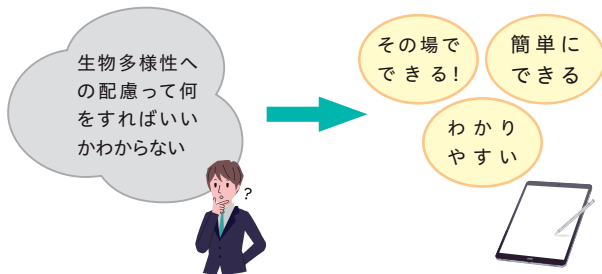 生物多様性へ
の配慮って何
をすればいい
かわからない
?
その場で
できる!
簡単に
できる
わかり
やすい